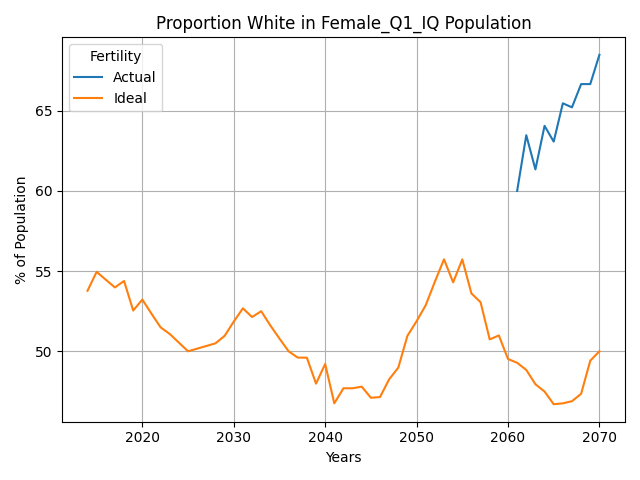 Proportion White in Female_Q1_IQ Population
Fertility
Actual
Ideal
% of Population
65
60
55
50
2020
2030
2040
2050
2060
2070
Years